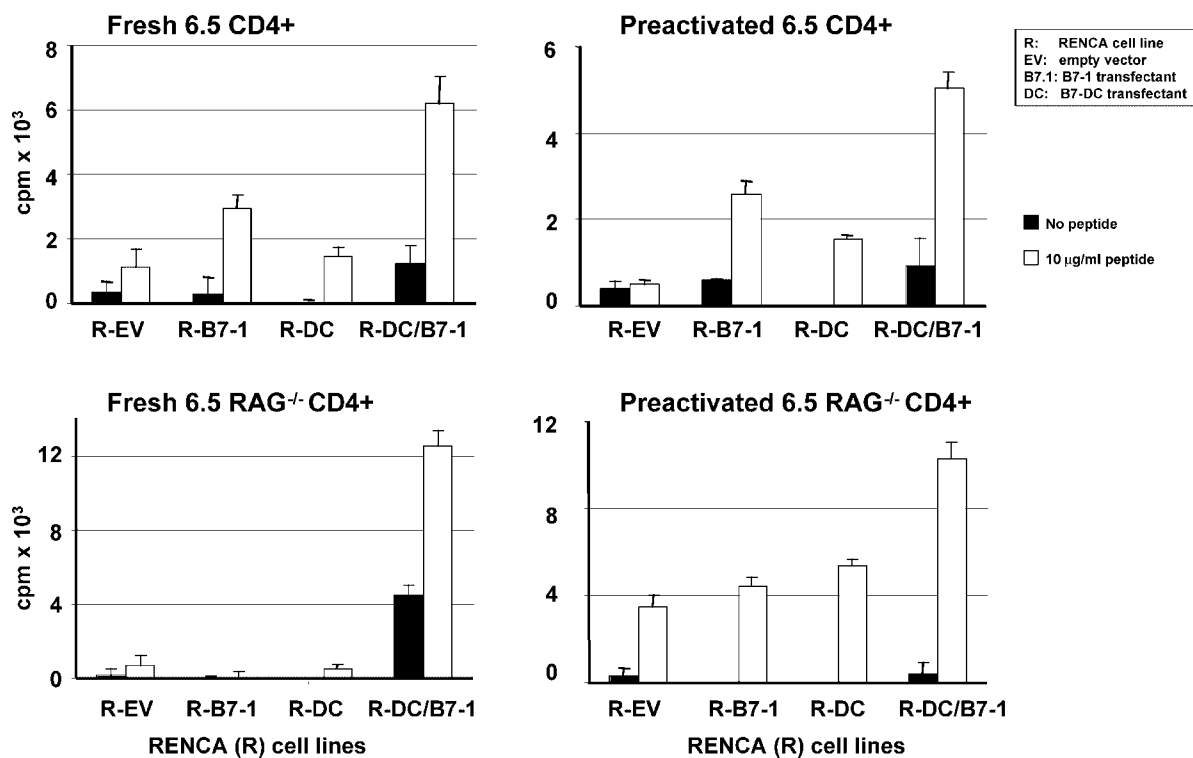 Fresh 6.5 CD4+
8
6
4
2
0
cpm x 10³
R-EV R-B7-1 R-DC R-DC/B7-1
Preactivated 6.5 CD4+
6
4
2
0
R-EV R-B7-1 R-DC R-DC/B7-1
R: RENCA cell line
EV: empty vector
B7.1: B7-1 transfectant
DC: B7-DC transfectant
No peptide
10 μg/ml peptide
Fresh 6.5 RAG⁻/⁻ CD4+
12
8
4
0
cpm x 10³
R-EV R-B7-1 R-DC R-DC/B7-1
RENCA (R) cell lines
Preactivated 6.5 RAG⁻/⁻ CD4+
12
8
4
0
R-EV R-B7-1 R-DC R-DC/B7-1
RENCA (R) cell lines